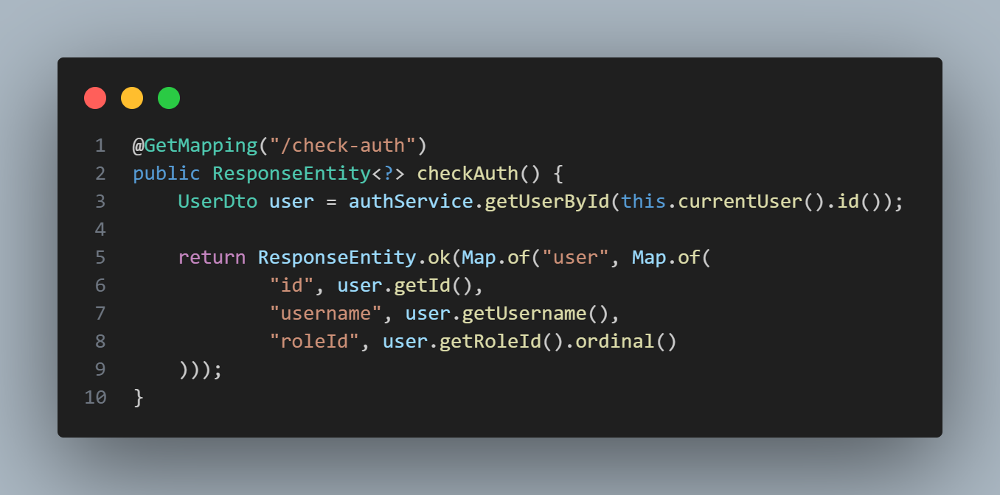 1 @GetMapping("/check-auth")
2 public ResponseEntity<?> checkAuth() {
3     UserDto user = authService.getUserById(this.currentUser().id());
4
5     return ResponseEntity.ok(Map.of("user", Map.of(
6             "id", user.getId(),
7             "username", user.getUsername(),
8             "roleId", user.getRoleId().ordinal()
9     )));
10 }